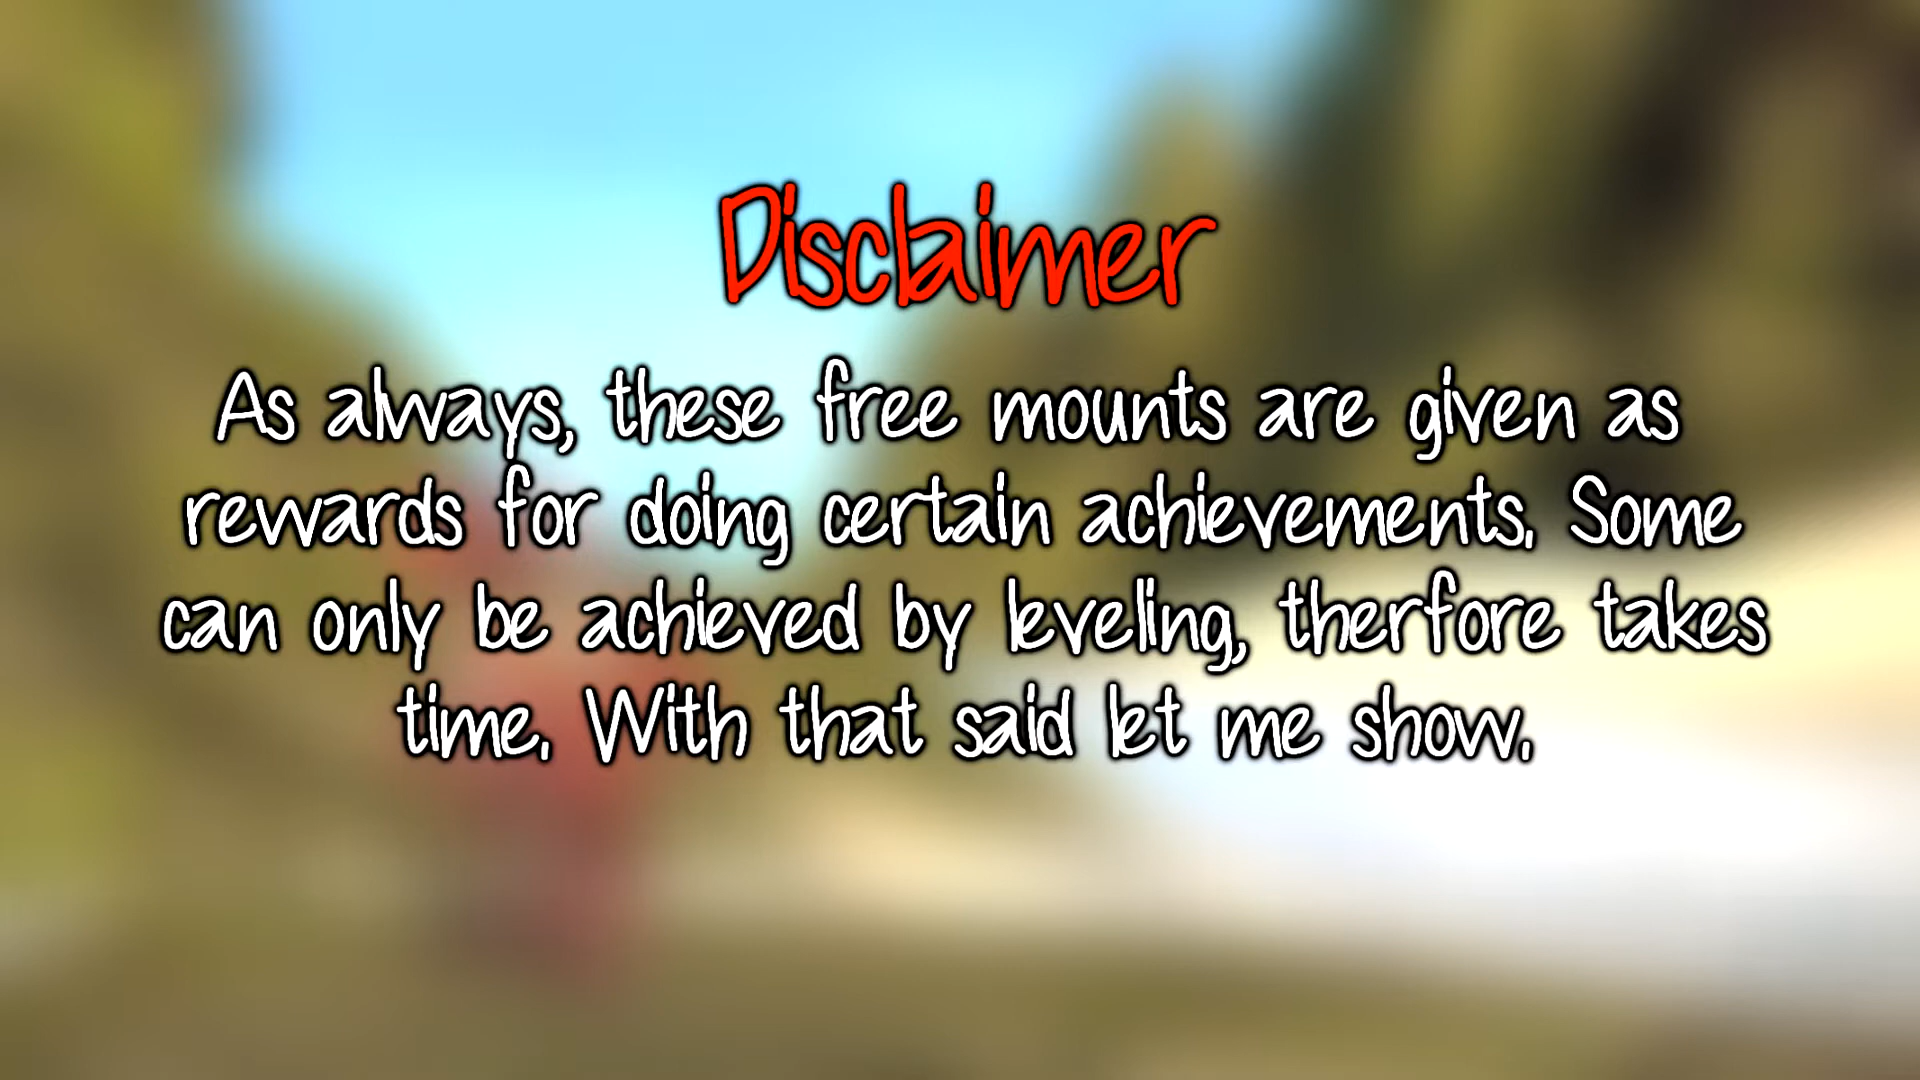 Disclaimer
As always, these free mounts are given as
rewards for doing certain achievements. Some
can only be achieved by leveling, therfore takes
time. With that said let me show.